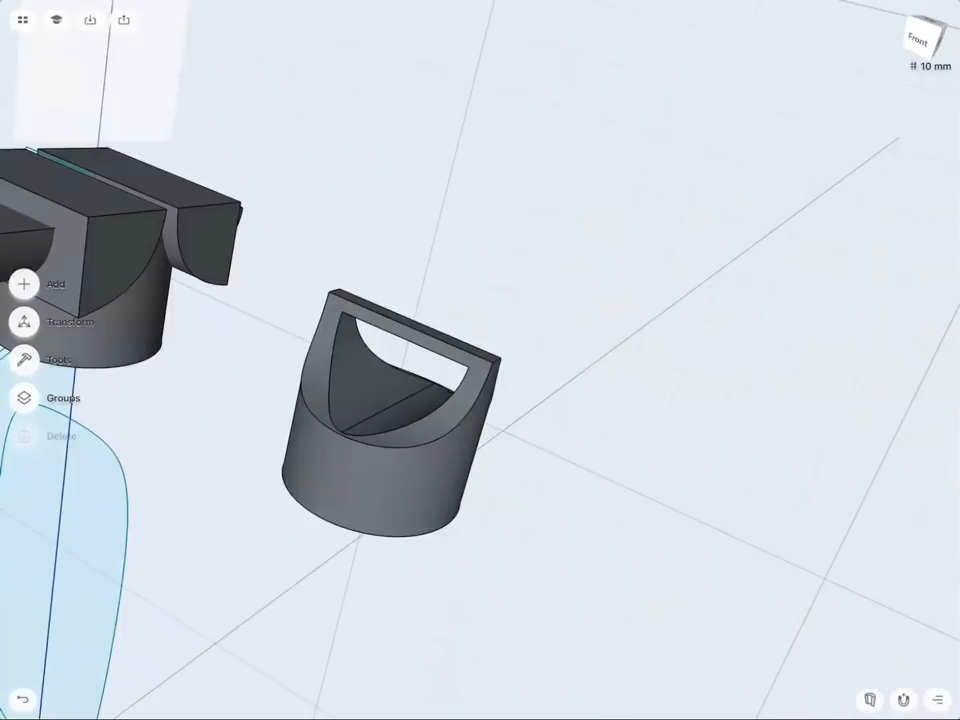 Front
# 10 mm
Add
Transform
Tools
Groups
Delete